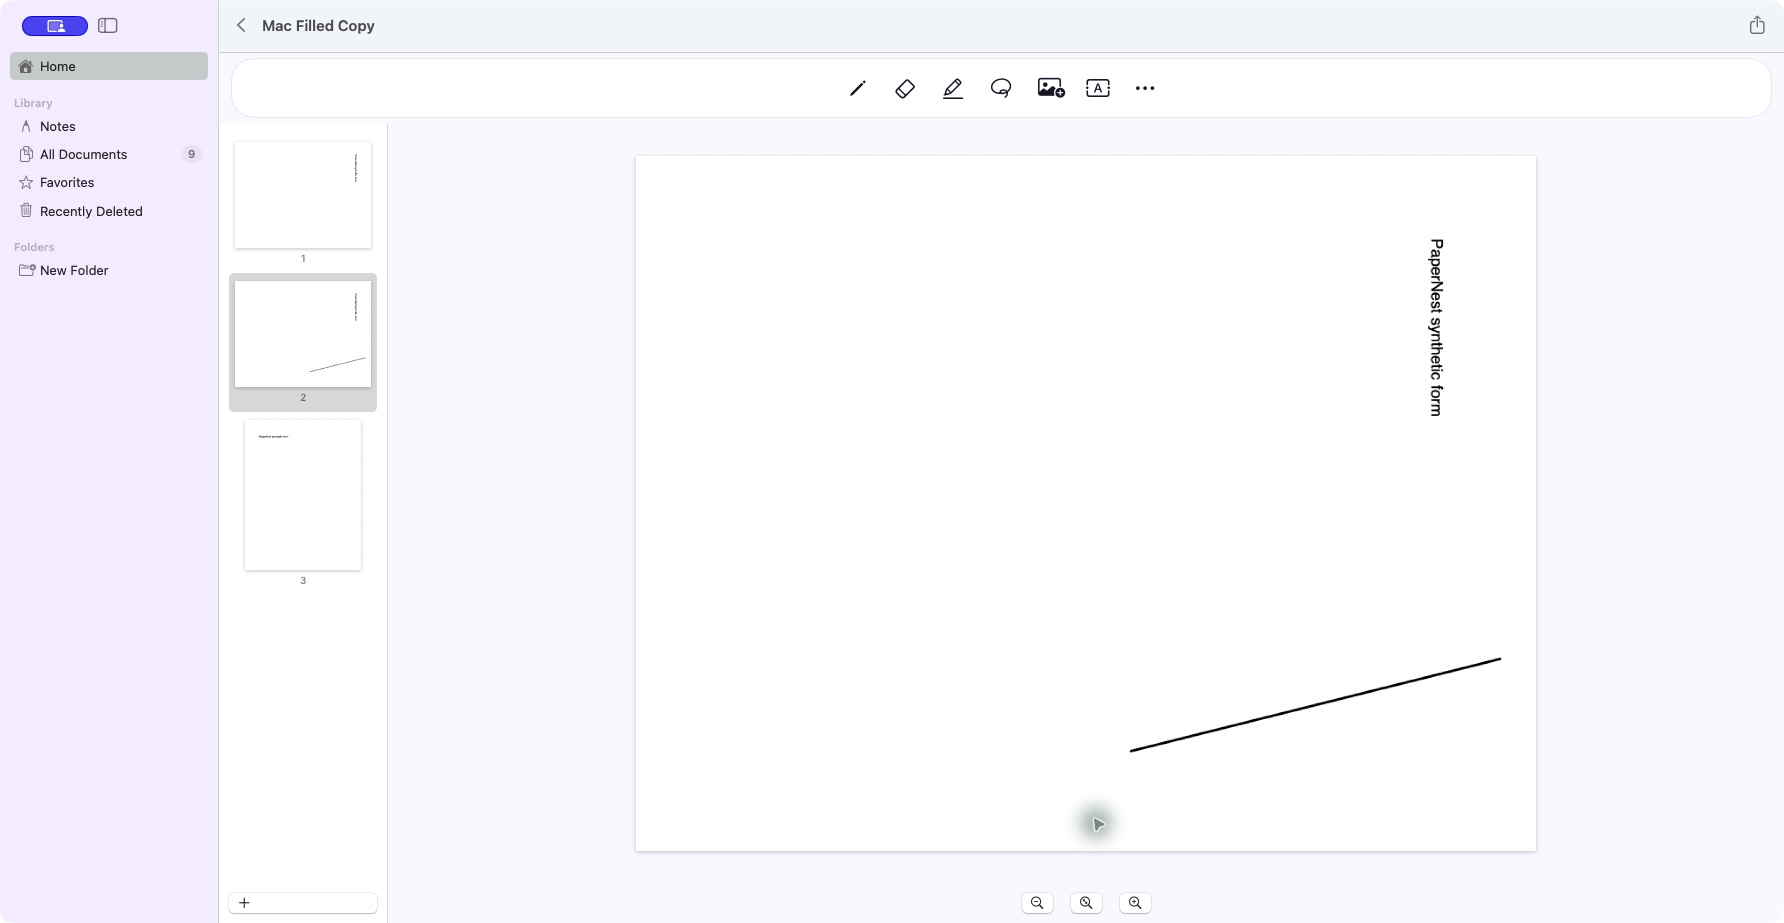 Mac Filled Copy
Home
Library
Notes
All Documents 9
Favorites
Recently Deleted
Folders
New Folder
A
1
2
3
PaperNest synthetic form